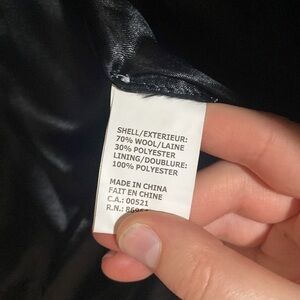 SHELL/EXTERIEUR:
70% WOOL/LAINE
30% POLYESTER
LINING/DOUBLURE:
100% POLYESTER
MADE IN CHINA
FAIT EN CHINE
C.A.: 00521
R.N.: